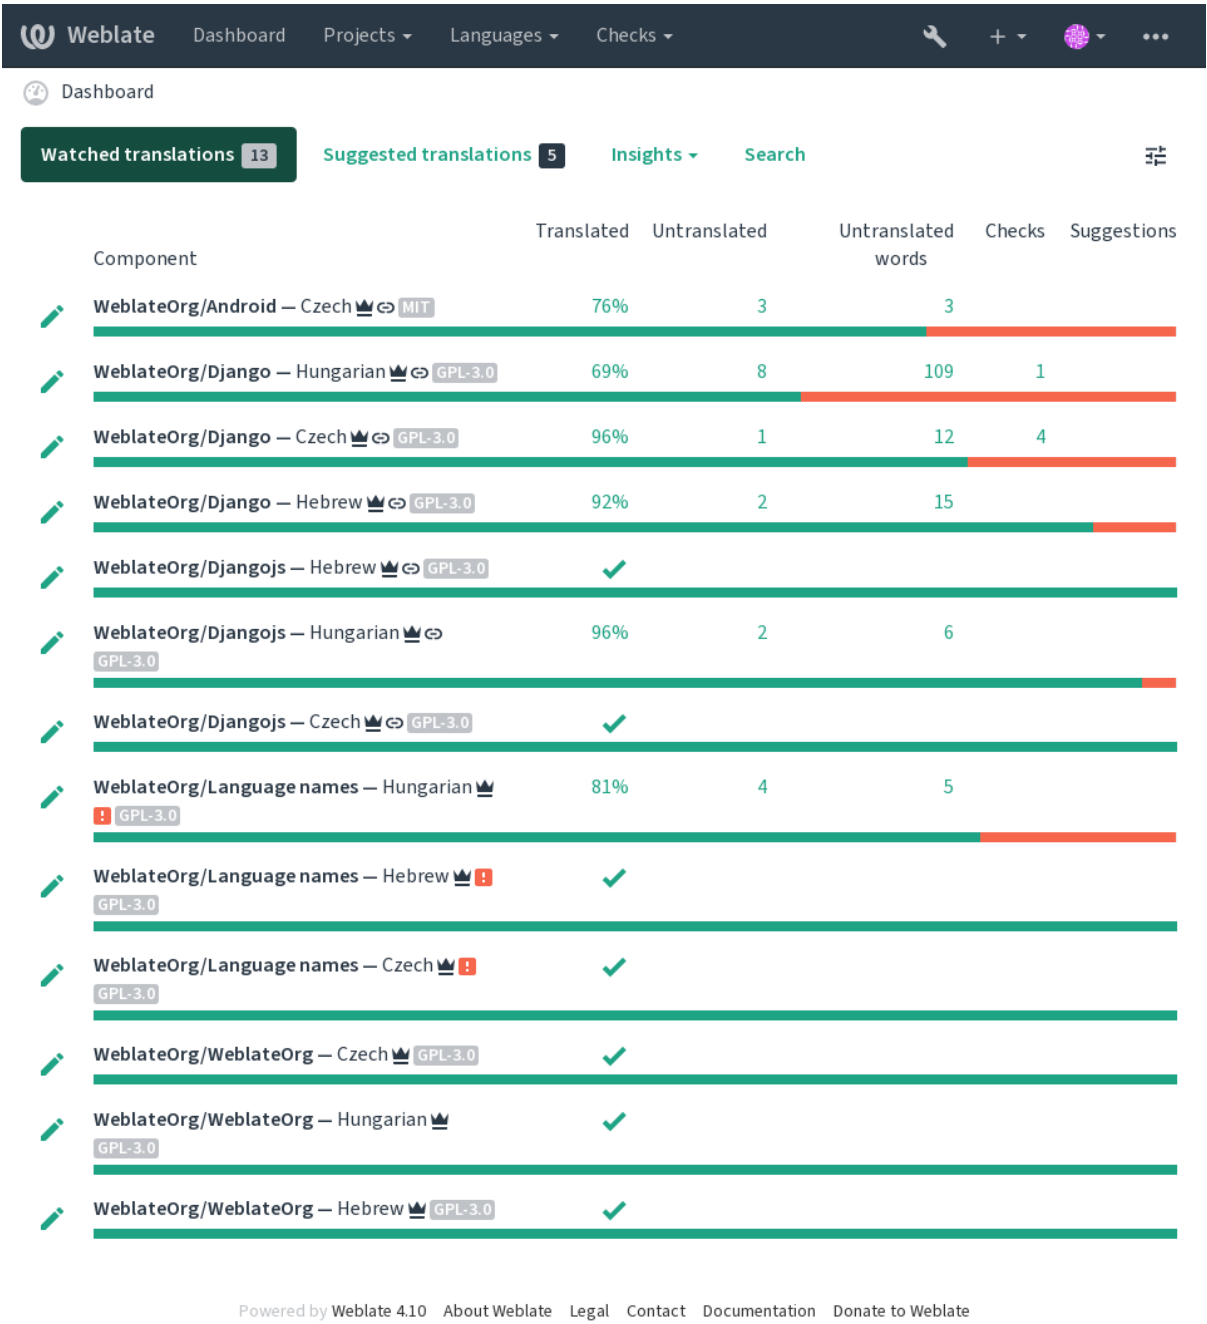 Weblate Dashboard Projects Languages Checks
Dashboard
Watched translations 13 Suggested translations 5 Insights Search
Component Translated Untranslated Untranslated words Checks Suggestions
WeblateOrg/Android — Czech MIT 76% 3 3
WeblateOrg/Django — Hungarian GPL-3.0 69% 8 109 1
WeblateOrg/Django — Czech GPL-3.0 96% 1 12 4
WeblateOrg/Django — Hebrew GPL-3.0 92% 2 15
WeblateOrg/Djangojs — Hebrew GPL-3.0
WeblateOrg/Djangojs — Hungarian 96% 2 6
GPL-3.0
WeblateOrg/Djangojs — Czech GPL-3.0
WeblateOrg/Language names — Hungarian 81% 4 5
! GPL-3.0
WeblateOrg/Language names — Hebrew !
GPL-3.0
WeblateOrg/Language names — Czech !
GPL-3.0
WeblateOrg/WeblateOrg — Czech GPL-3.0
WeblateOrg/WeblateOrg — Hungarian
GPL-3.0
WeblateOrg/WeblateOrg — Hebrew GPL-3.0
Powered by Weblate 4.10 About Weblate Legal Contact Documentation Donate to Weblate